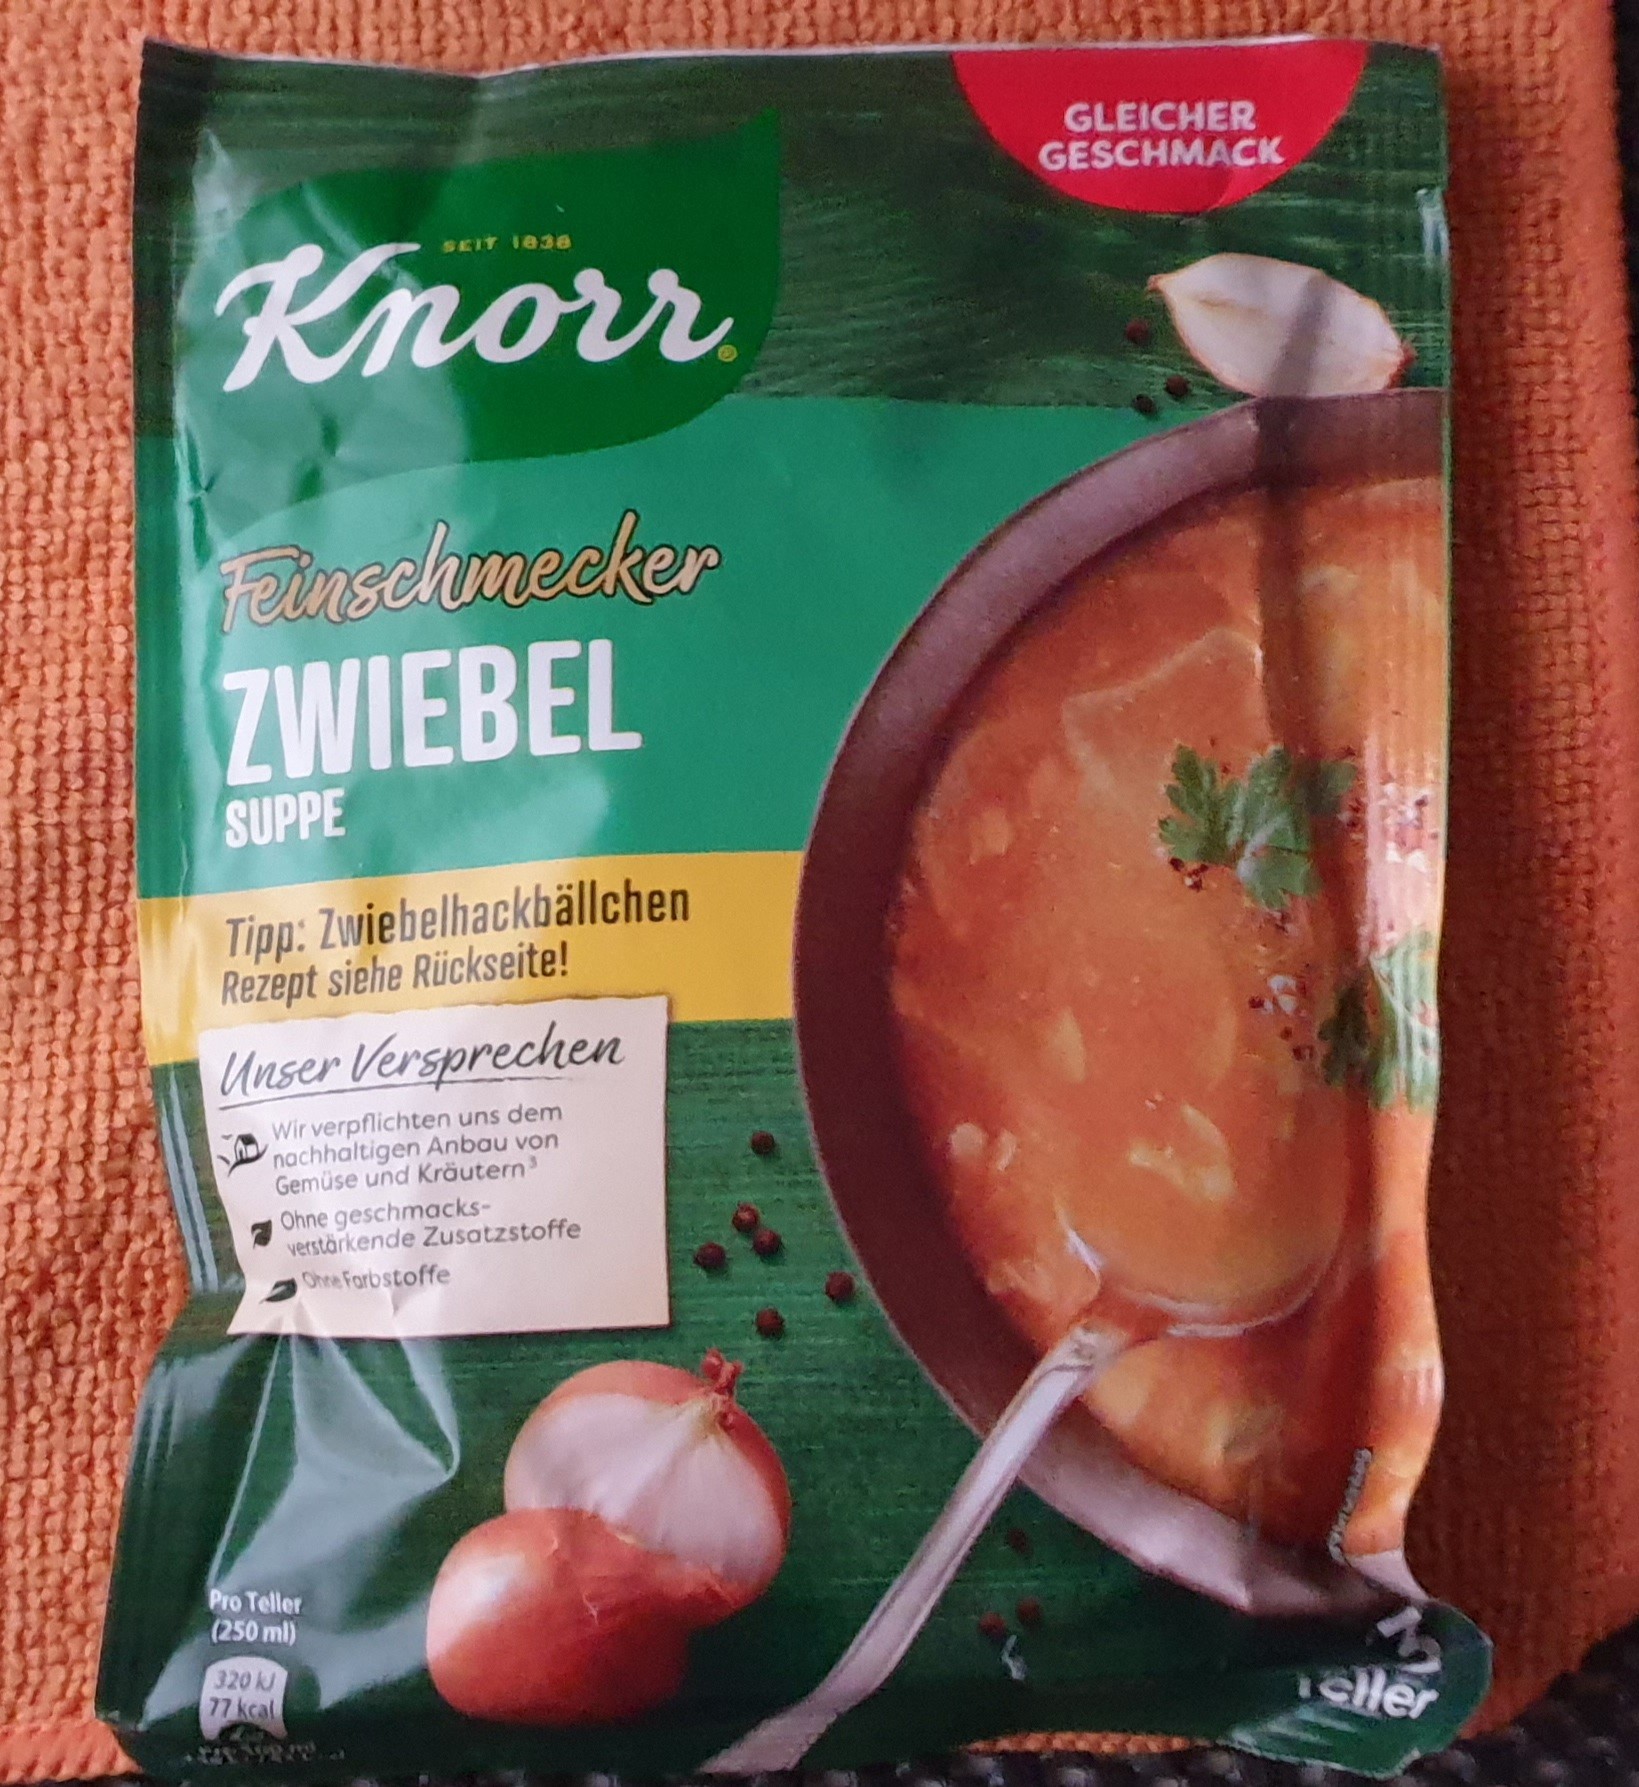 GLEICHER
GESCHMACK
SEIT 1838
Knorr®
Feinschmecker
ZWIEBEL
SUPPE
Tipp: Zwiebelhackbällchen
Rezept siehe Rückseite!
Unser Versprechen
Wir verpflichten uns dem
nachhaltigen Anbau von
Gemüse und Kräutern³
Ohne geschmacks-
verstärkende Zusatzstoffe
Ohne Farbstoffe
Pro Teller
(250 ml)
320 kJ
77 kcal
3
Teller